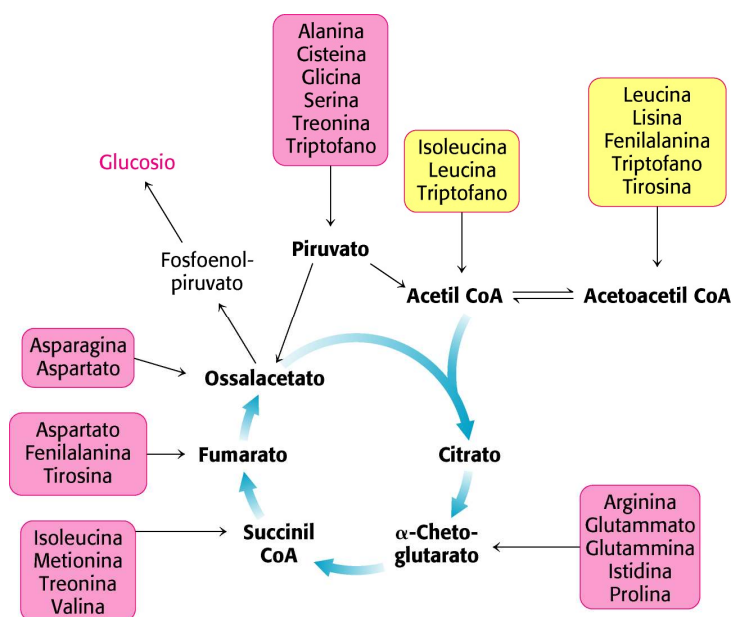 Alanina
Cisteina
Glicina
Serina
Treonina
Triptofano
Isoleucina
Leucina
Triptofano
Leucina
Lisina
Fenilalanina
Triptofano
Tirosina
Glucosio
Fosfoenol-
piruvato
Piruvato
Acetil CoA
Acetoacetil CoA
Asparagina
Aspartato
Ossalacetato
Aspartato
Fenilalanina
Tirosina
Fumarato
Citrato
Isoleucina
Metionina
Treonina
Valina
Succinil
CoA
α-Cheto-
glutarato
Arginina
Glutammato
Glutammina
Istidina
Prolina